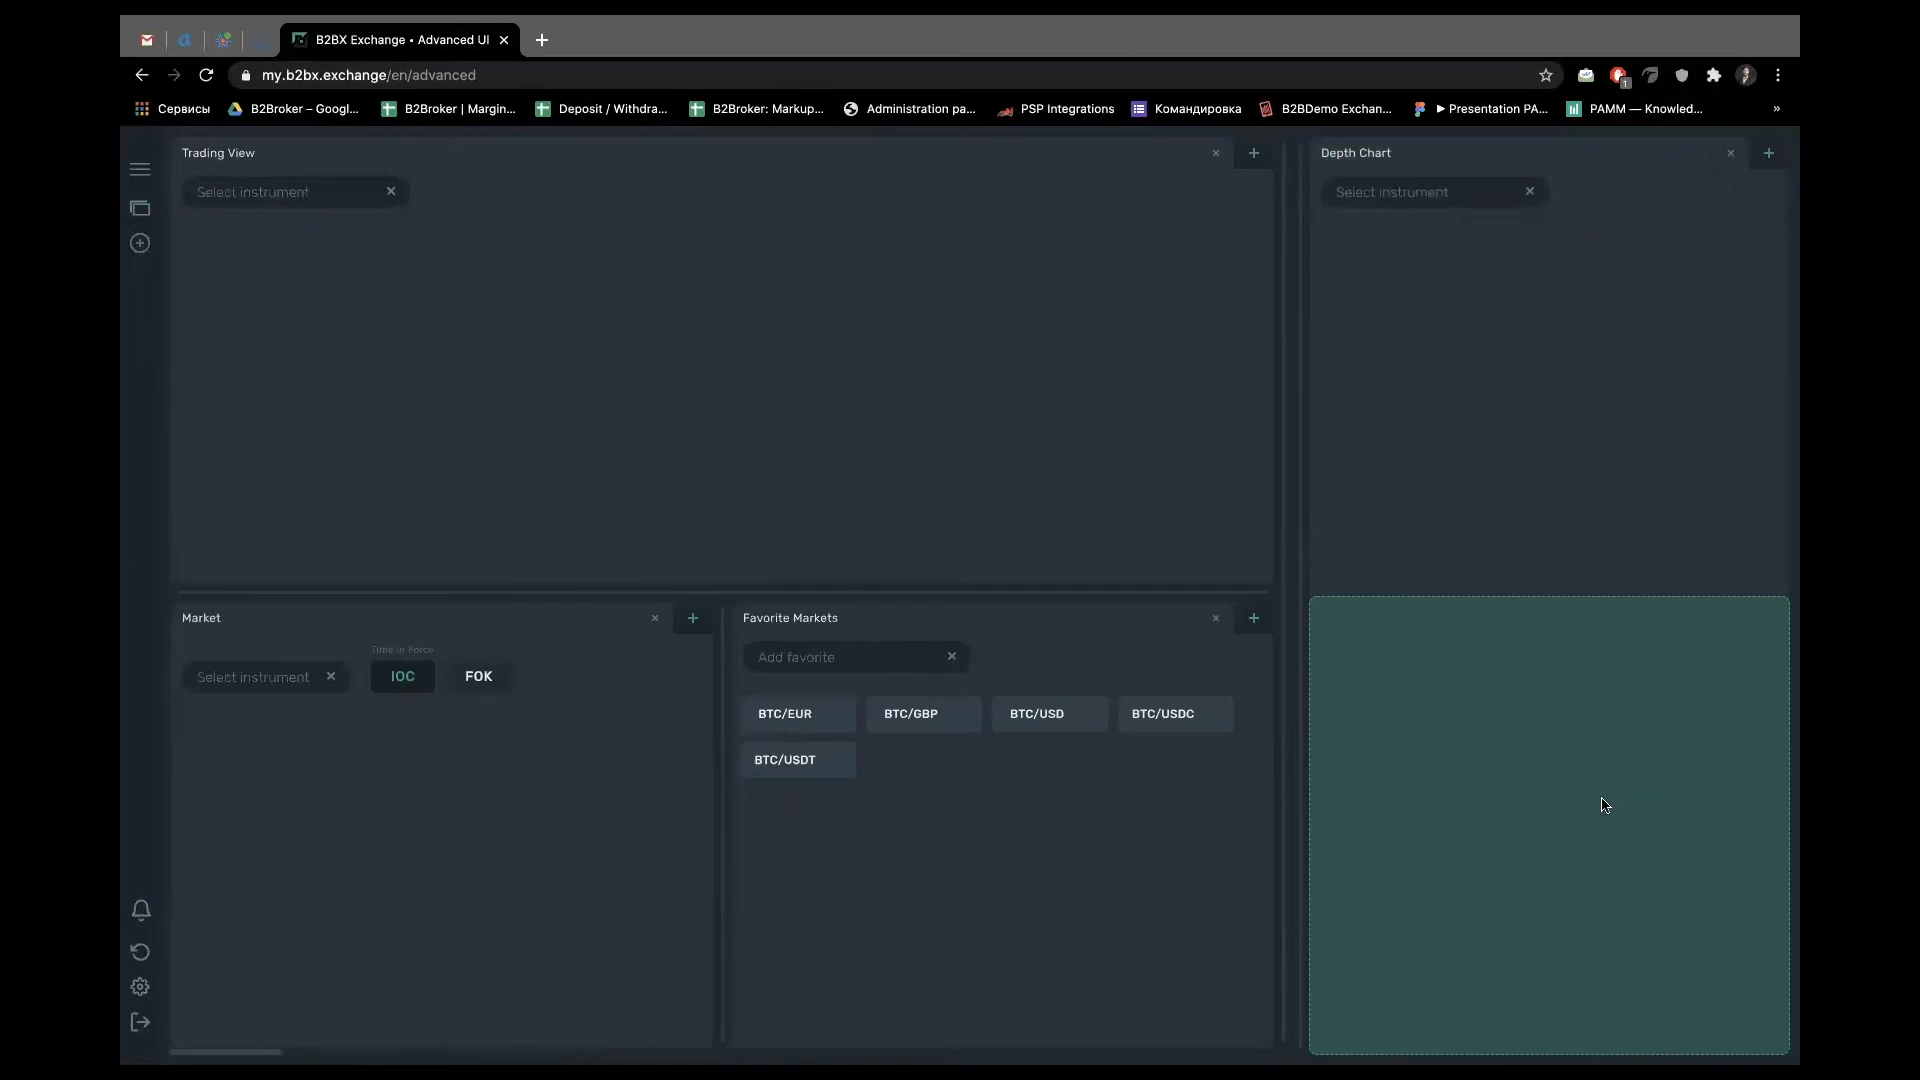 B2BX Exchange • Advanced UI
my.b2bx.exchange/en/advanced
1
Сервисы
B2Broker – Googl...
B2Broker | Margin...
Deposit / Withdra...
B2Broker: Markup...
Administration pa...
PSP Integrations
Командировка
B2BDemo Exchan...
► Presentation PA...
PAMM — Knowled...
»
Trading View
Select instrument
Depth Chart
Select instrument
Market
Time in Force
Select instrument
IOC
FOK
Favorite Markets
Add favorite
BTC/EUR
BTC/GBP
BTC/USD
BTC/USDC
BTC/USDT